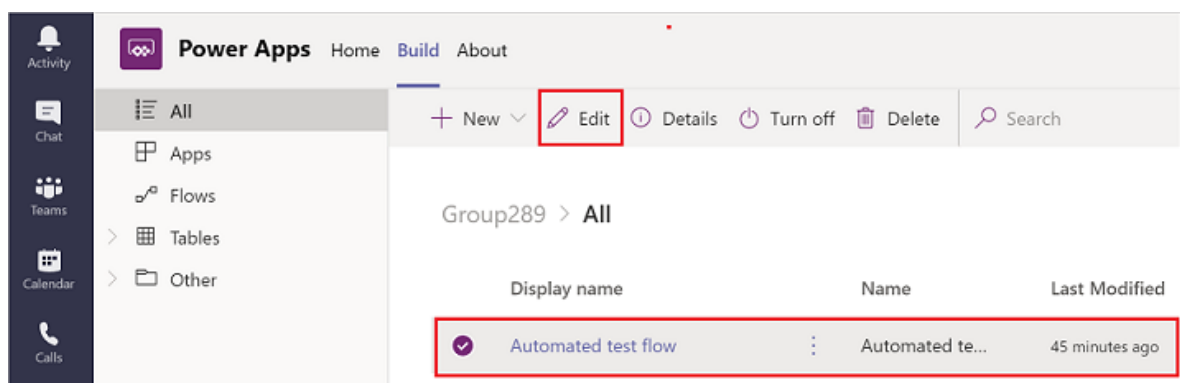 Activity
Chat
Teams
Calendar
Calls
Power Apps Home Build About
All
Apps
Flows
Tables
Other
New Edit Details Turn off Delete Search
Group289 > All
Display name Name Last Modified
Automated test flow Automated te... 45 minutes ago